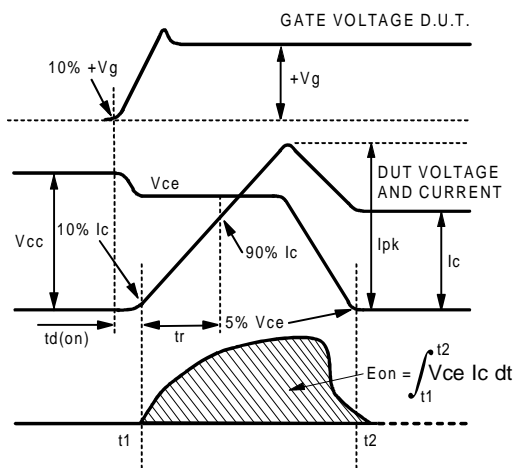 GATE VOLTAGE D.U.T.
10% +Vg
+Vg
Vce
DUT VOLTAGE
AND CURRENT
Vcc
10% Ic
90% Ic
Ipk
Ic
td(on)
tr
5% Vce
Eon = ∫ Vce Ic dt
t2
t1
t1
t2